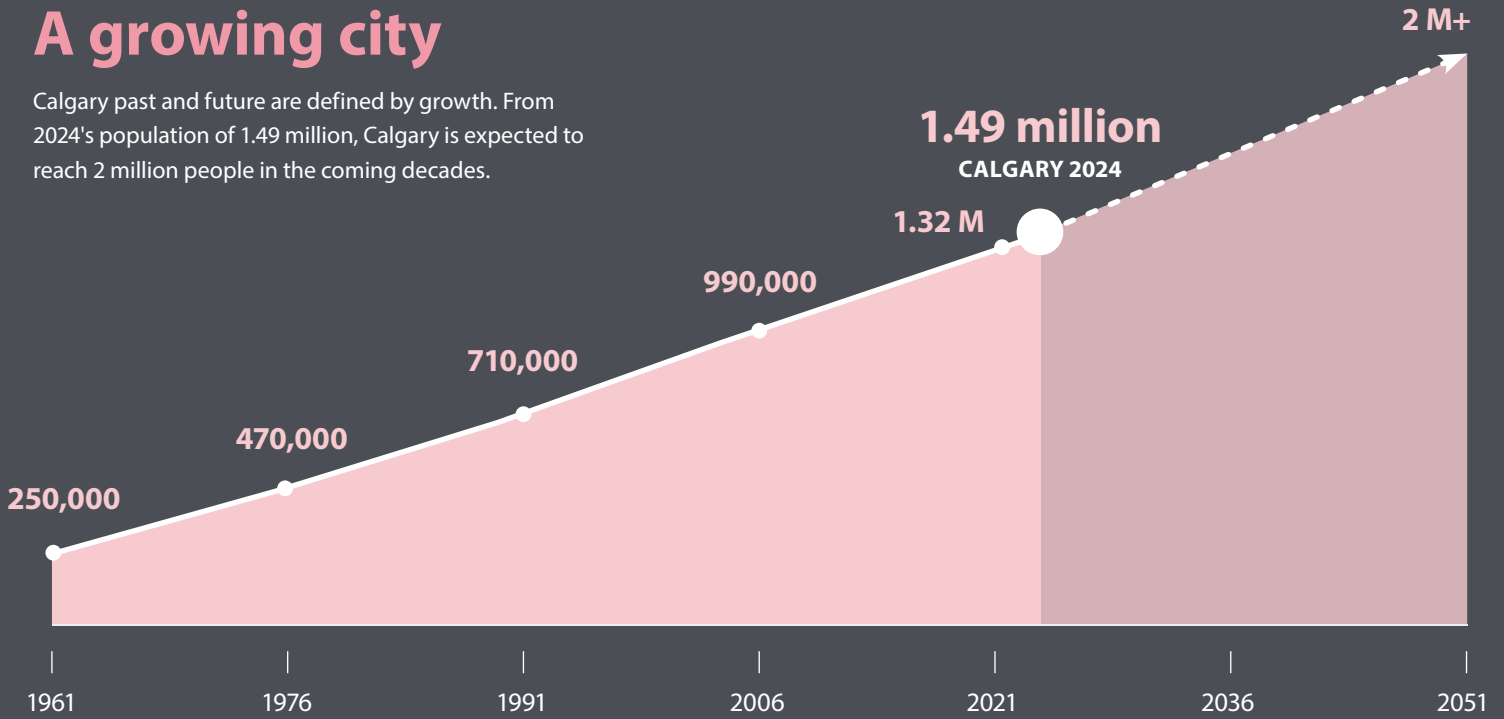 A growing city
Calgary past and future are defined by growth. From
2024's population of 1.49 million, Calgary is expected to
reach 2 million people in the coming decades.
2 M+
1.49 million
CALGARY 2024
1.32 M
990,000
710,000
470,000
250,000
1961 1976 1991 2006 2021 2036 2051